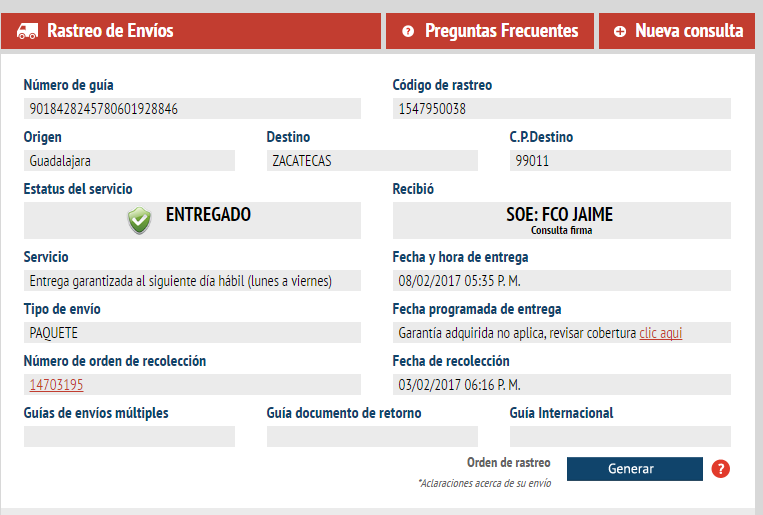 Rastreo de Envíos
Preguntas Frecuentes
Nueva consulta
Número de guía
Código de rastreo
9018428245780601928846
1547950038
Origen
Destino
C.P.Destino
Guadalajara
ZACATECAS
99011
Estatus del servicio
Recibió
ENTREGADO
SOE: FCO JAIME
Consulta firma
Servicio
Fecha y hora de entrega
Entrega garantizada al siguiente día hábil (lunes a viernes)
08/02/2017 05:35 P. M.
Tipo de envío
Fecha programada de entrega
PAQUETE
Garantía adquirida no aplica, revisar cobertura clic aqui
Número de orden de recolección
Fecha de recolección
14703195
03/02/2017 06:16 P. M.
Guías de envíos múltiples
Guía documento de retorno
Guía Internacional
Orden de rastreo
Generar
?
*Aclaraciones acerca de su envío